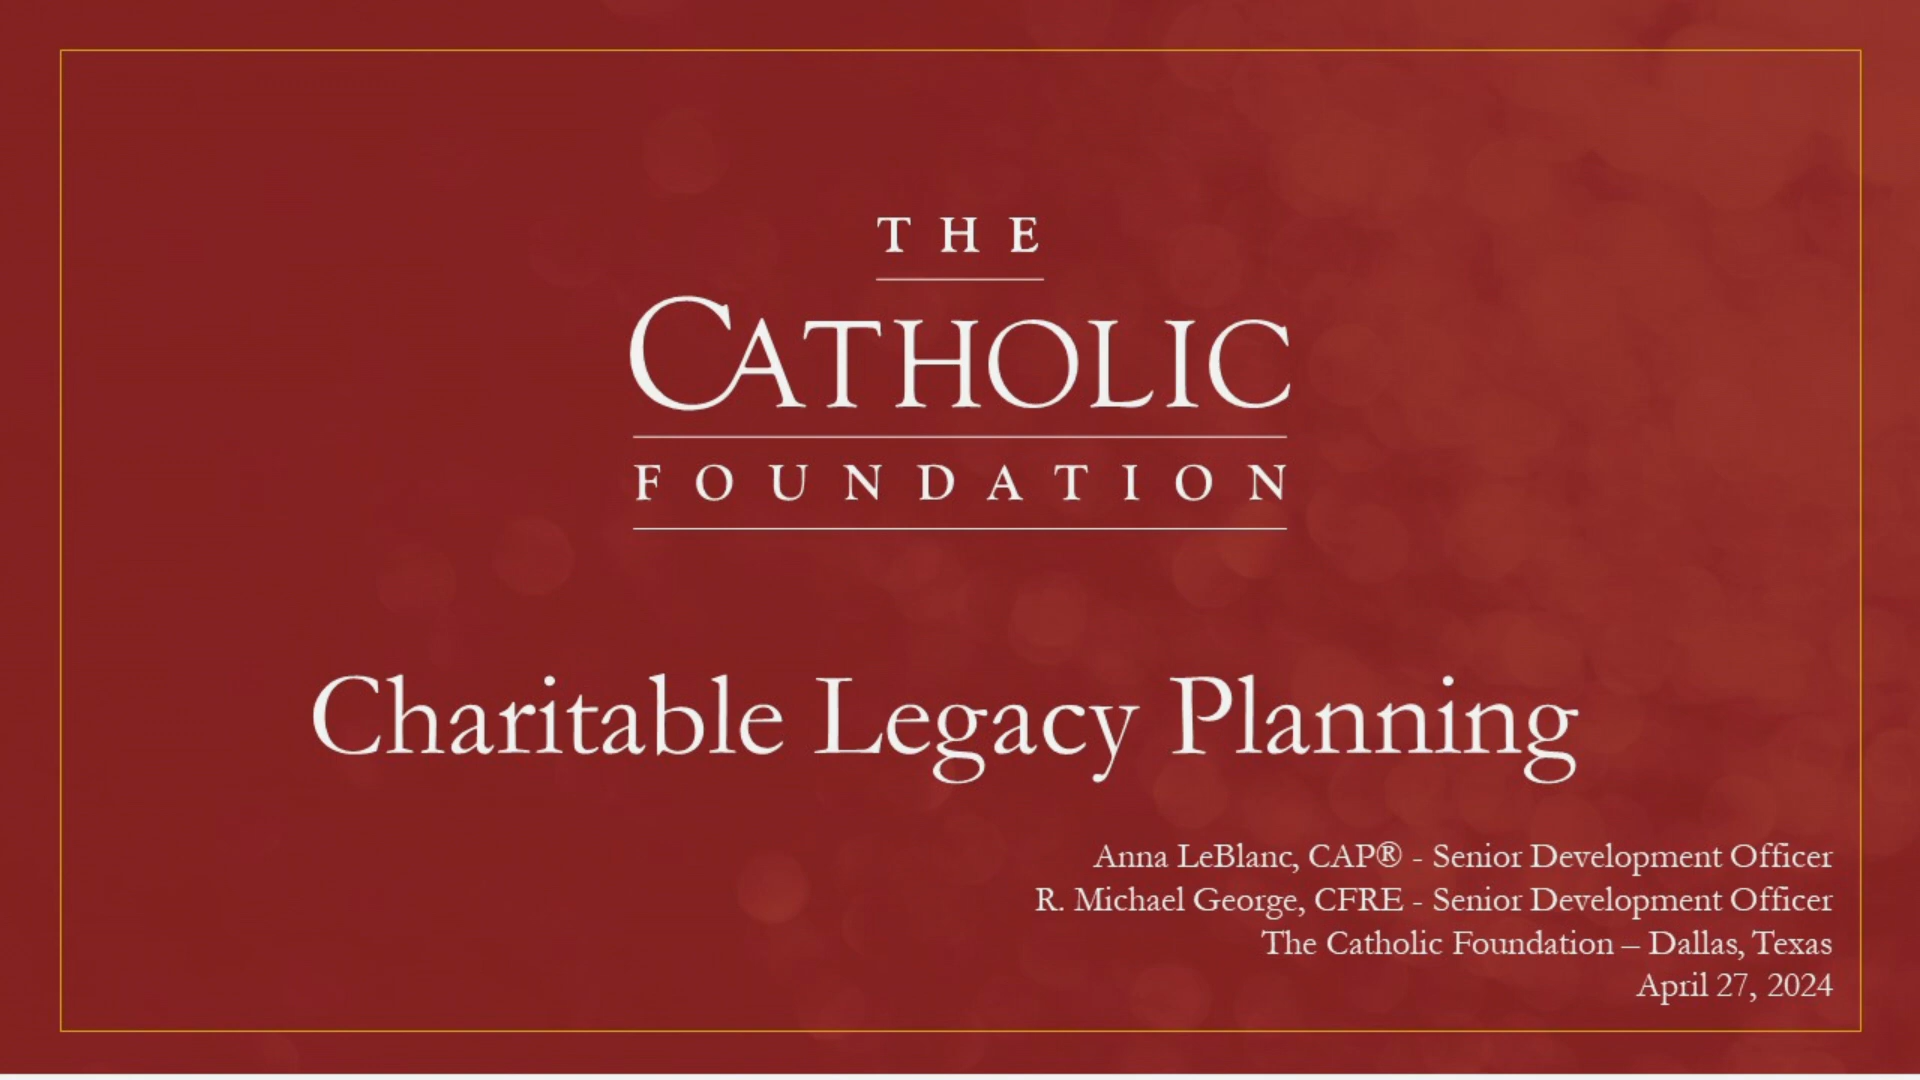 THE
CATHOLIC
FOUNDATION
Charitable Legacy Planning
Anna LeBlanc, CAP® - Senior Development Officer
R. Michael George, CFRE - Senior Development Officer
The Catholic Foundation – Dallas, Texas
April 27, 2024